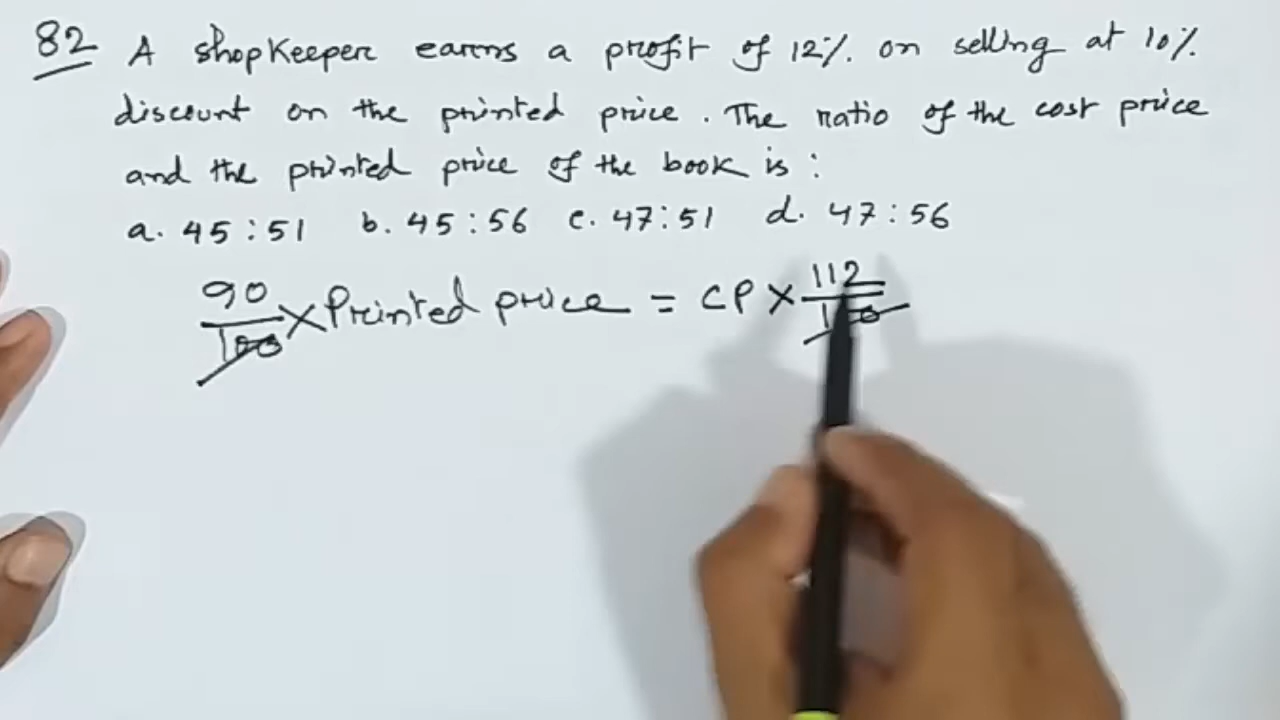 82 A shopkeeper earns a profit of 12%. on selling at 10%.
discount on the printed price. The ratio of the cost price
and the printed price of the book is:
a. 45:51 b. 45:56 c. 47:51 d. 47:56
90/100 × Printed price = CP × 112/100